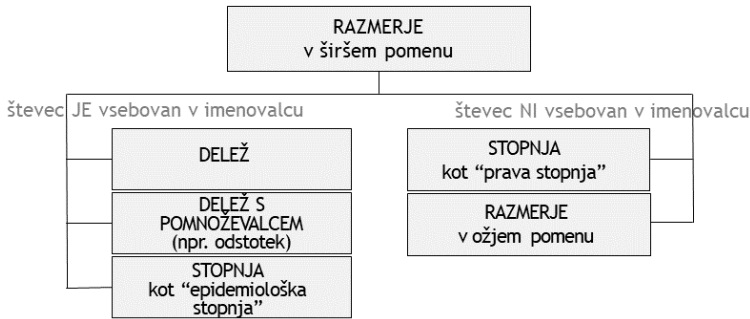 RAZMERJE
v širšem pomenu
števec JE vsebovan v imenovalcu
števec NI vsebovan v imenovalcu
DELEŽ
DELEŽ S
POMNOŽEVALCEM
(npr. odstotek)
STOPNJA
kot “epidemiološka
stopnja”
STOPNJA
kot “prava stopnja”
RAZMERJE
v ožjem pomenu